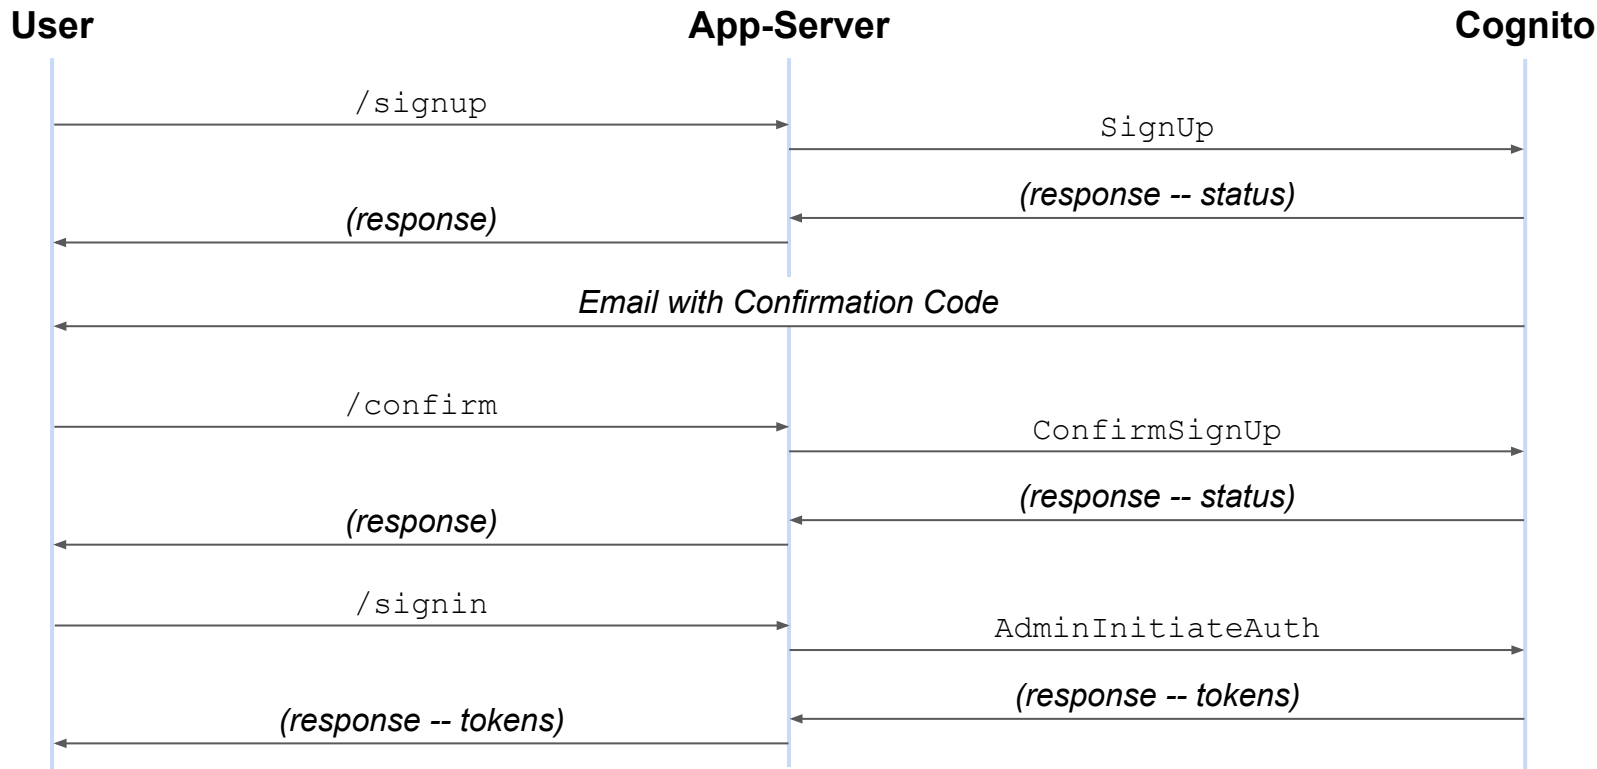 User
App-Server
Cognito
/signup
SignUp
(response -- status)
(response)
Email with Confirmation Code
/confirm
ConfirmSignUp
(response -- status)
(response)
/signin
AdminInitiateAuth
(response -- tokens)
(response -- tokens)